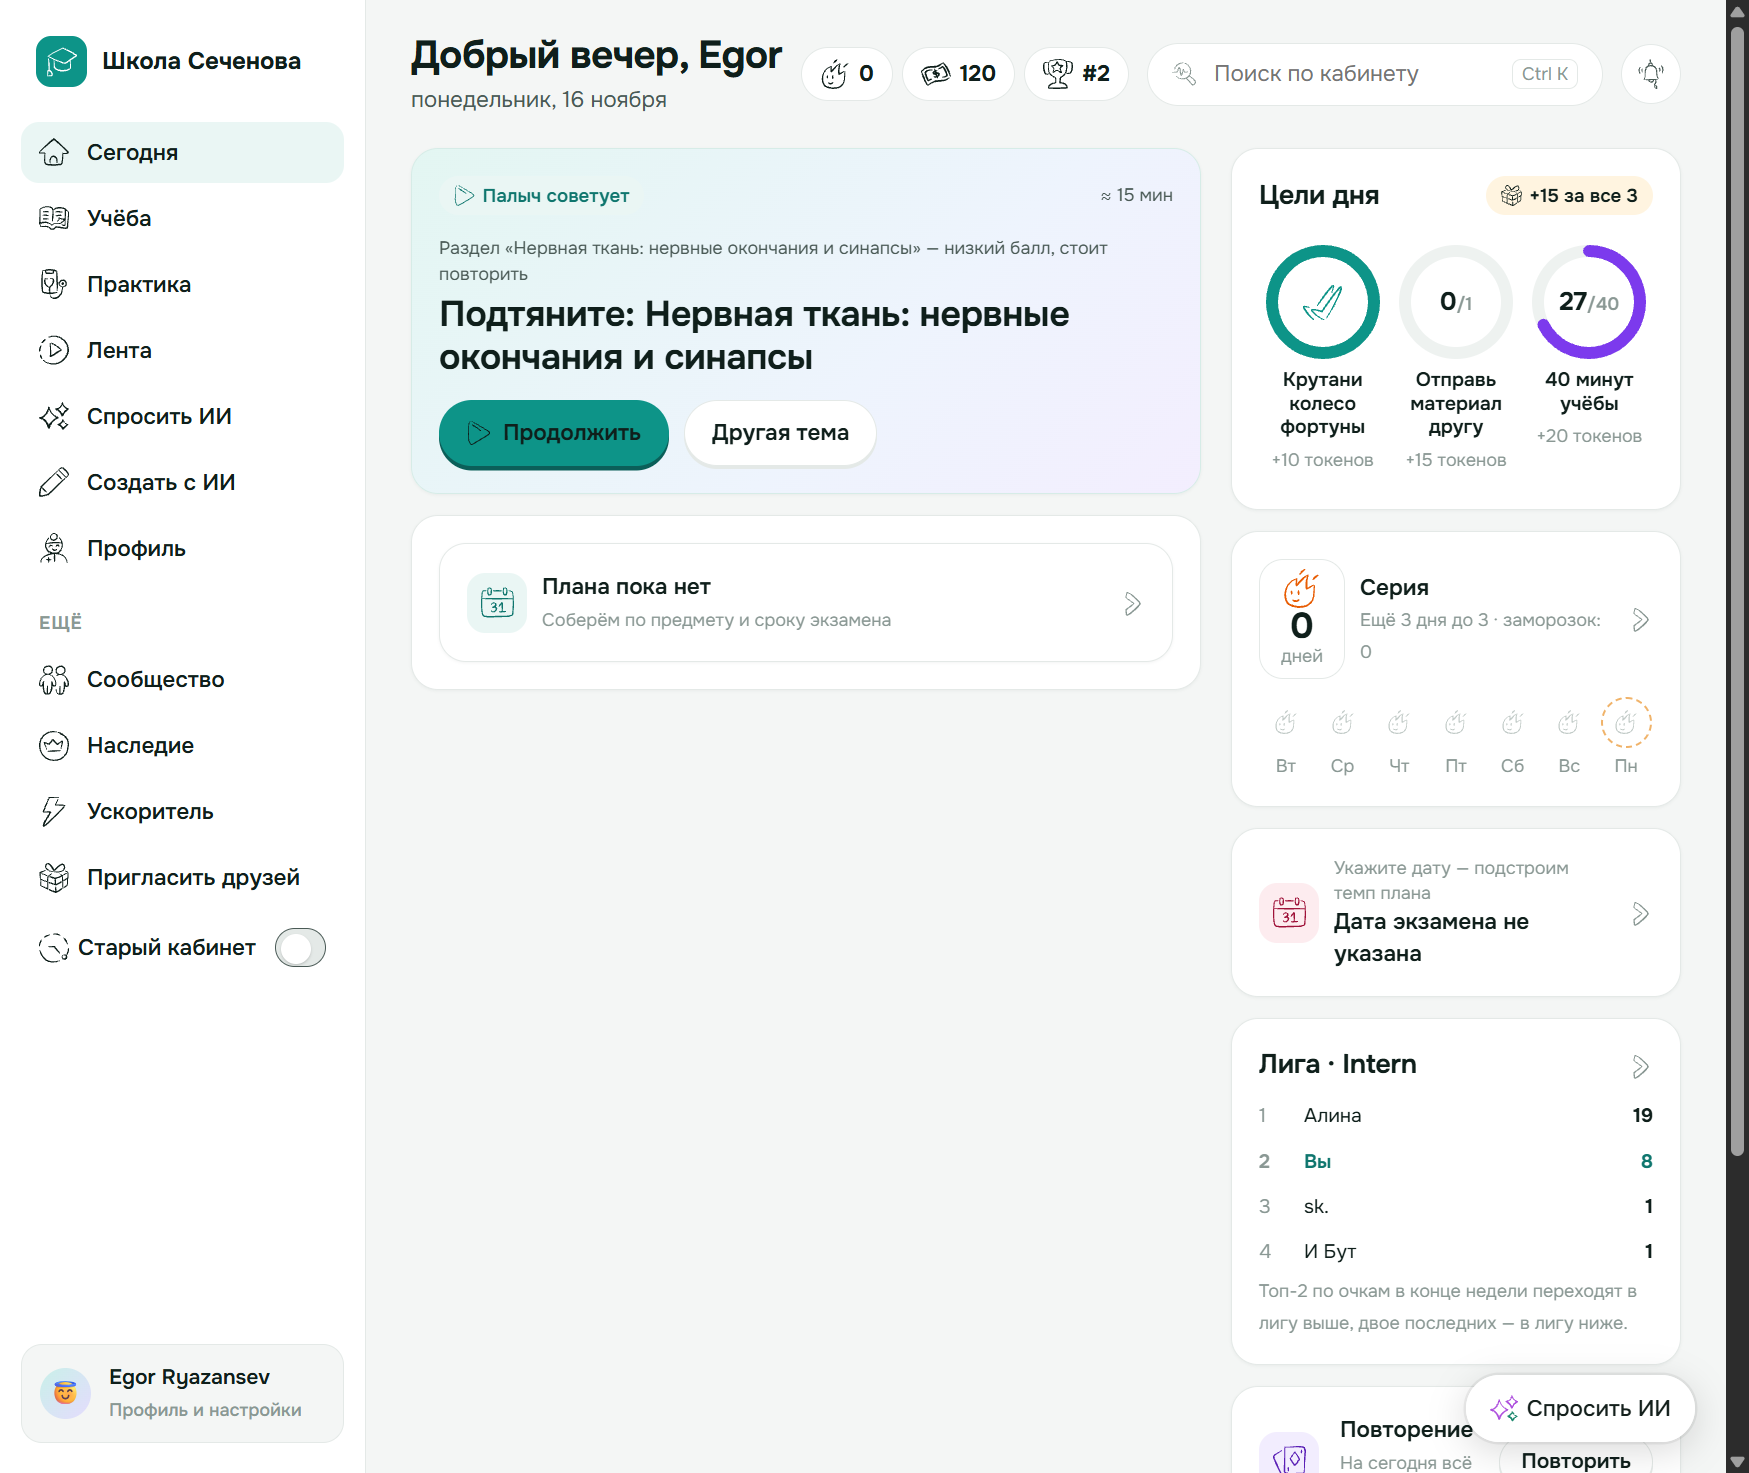 Школа Сеченова
Сегодня
Учёба
Практика
Лента
Спросить ИИ
Создать с ИИ
Профиль
ЕЩЁ
Сообщество
Наследие
Ускоритель
Пригласить друзей
Старый кабинет
Egor Ryazansev
Профиль и настройки
Добрый вечер, Egor
понедельник, 16 ноября
0
120
#2
Поиск по кабинету
Ctrl K
Палыч советует
≈ 15 мин
Раздел «Нервная ткань: нервные окончания и синапсы» — низкий балл, стоит
повторить
Подтяните: Нервная ткань: нервные
окончания и синапсы
Продолжить
Другая тема
31
Плана пока нет
Соберём по предмету и сроку экзамена
Цели дня
+15 за все 3
Крутани
колесо
фортуны
+10 токенов
0/1
Отправь
материал
другу
+15 токенов
27/40
40 минут
учёбы
+20 токенов
0
дней
Серия
Ещё 3 дня до 3 · заморозок:
0
Вт
Ср
Чт
Пт
Сб
Вс
Пн
31
Укажите дату — подстроим
темп плана
Дата экзамена не
указана
Лига · Intern
1 Алина 19
2 Вы 8
3 sk. 1
4 И Бут 1
Топ-2 по очкам в конце недели переходят в
лигу выше, двое последних — в лигу ниже.
Повторение
На сегодня всё
Повторить
Спросить ИИ